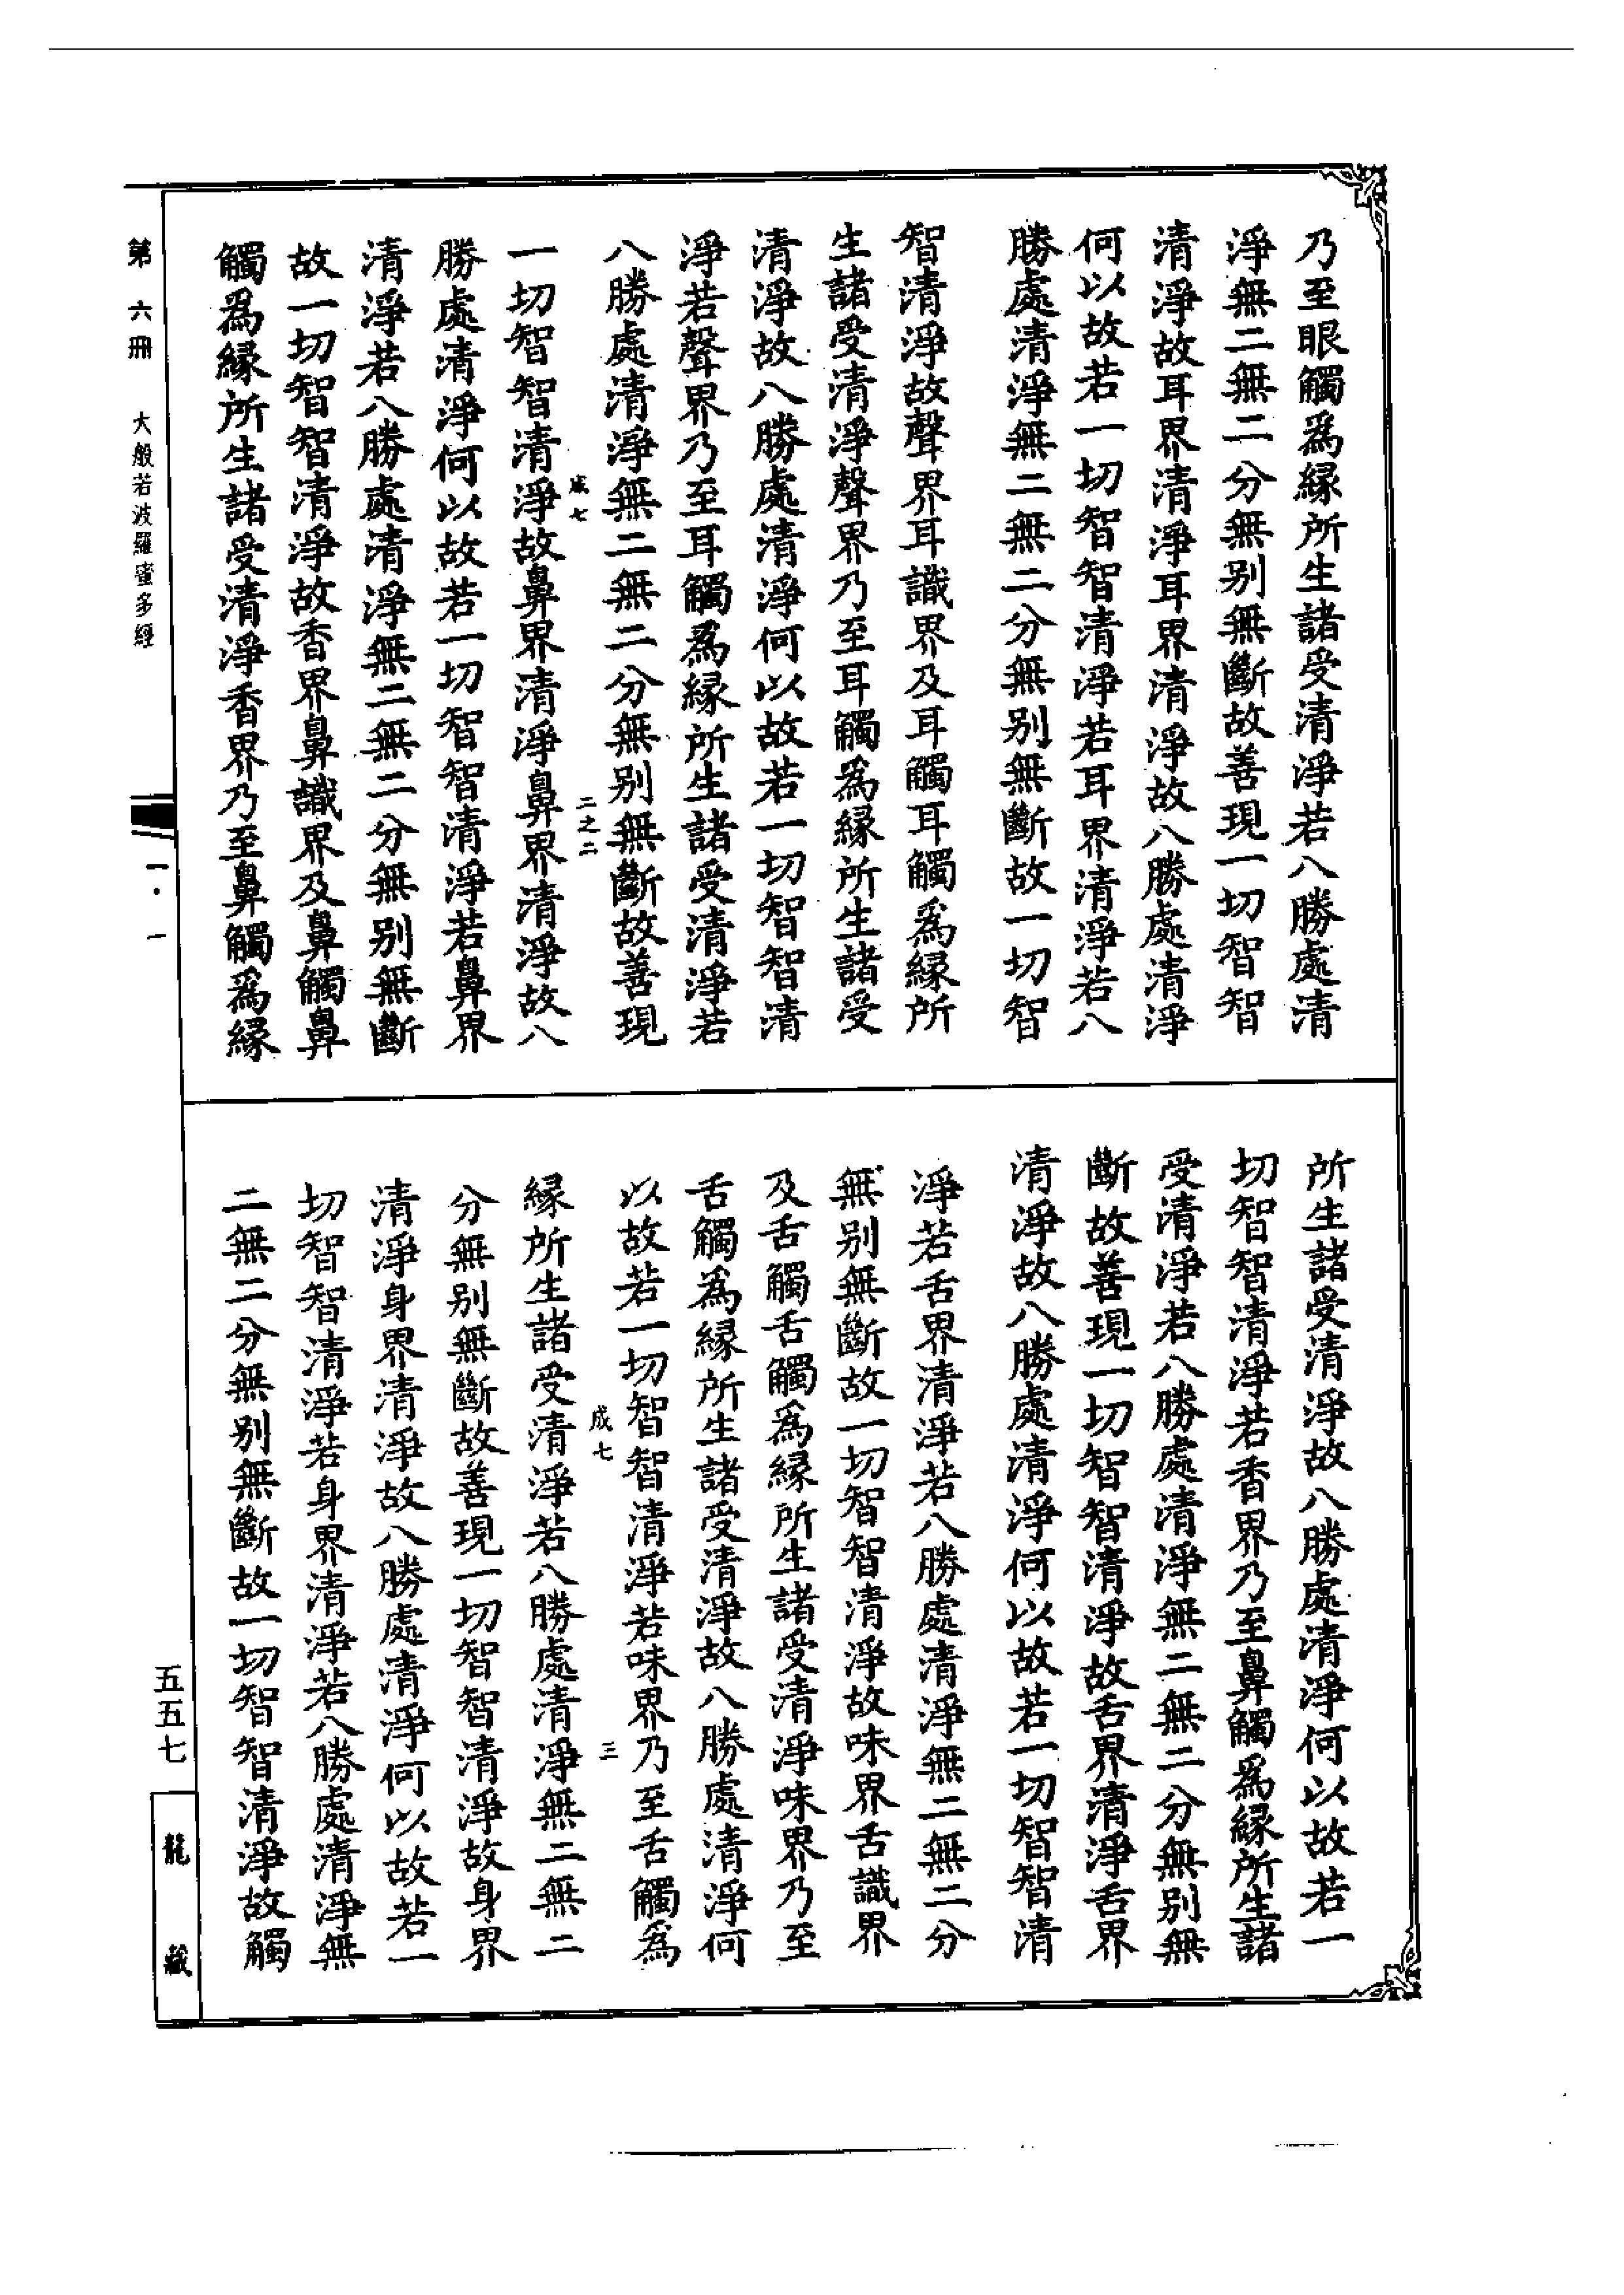 乃至眼觸爲緣所生諸受清淨若八勝處清
淨無二無二分無别無斷故善現一切智智
清淨故耳界清淨耳界清淨故八勝處清淨
何以故若一切智智清淨若耳界清淨若八
勝處清淨無二無二分無别無斷故一切智
智清淨故聲界耳識界及耳觸耳觸爲緣所
生諸受清淨聲界乃至耳觸爲緣所生諸受
清淨故八勝處清淨何以故若一切智智清
淨若聲界乃至耳觸爲緣所生諸受清淨若
八勝處清淨無二無二分無别無斷故善現
成七 二之二
一切智智清淨故鼻界清淨鼻界清淨故八
勝處清淨何以故若一切智智清淨若鼻界
清淨若八勝處清淨無二無二分無别無斷
故一切智智清淨故香界鼻識界及鼻觸鼻
觸爲緣所生諸受清淨香界乃至鼻觸爲緣
所生諸受清淨故八勝處清淨何以故若一
切智智清淨若香界乃至鼻觸爲緣所生諸
受清淨若八勝處清淨無二無二分無别無
斷故善現一切智智清淨故舌界清淨舌界
清淨故八勝處清淨何以故若一切智智清
淨若舌界清淨若八勝處清淨無二無二分
無别無斷故一切智智清淨故味界舌識界
及舌觸舌觸爲緣所生諸受清淨味界乃至
舌觸爲緣所生諸受清淨故八勝處清淨何
以故若一切智智清淨若味界乃至舌觸爲
成七 三
緣所生諸受清淨若八勝處清淨無二無二
分無别無斷故善現一切智智清淨故身界
清淨身界清淨故八勝處清淨何以故若一
切智智清淨若身界清淨若八勝處清淨無
二無二分無别無斷故一切智智清淨故觸
第六冊 大般若波羅蜜多經
一·一
五五七
龍藏